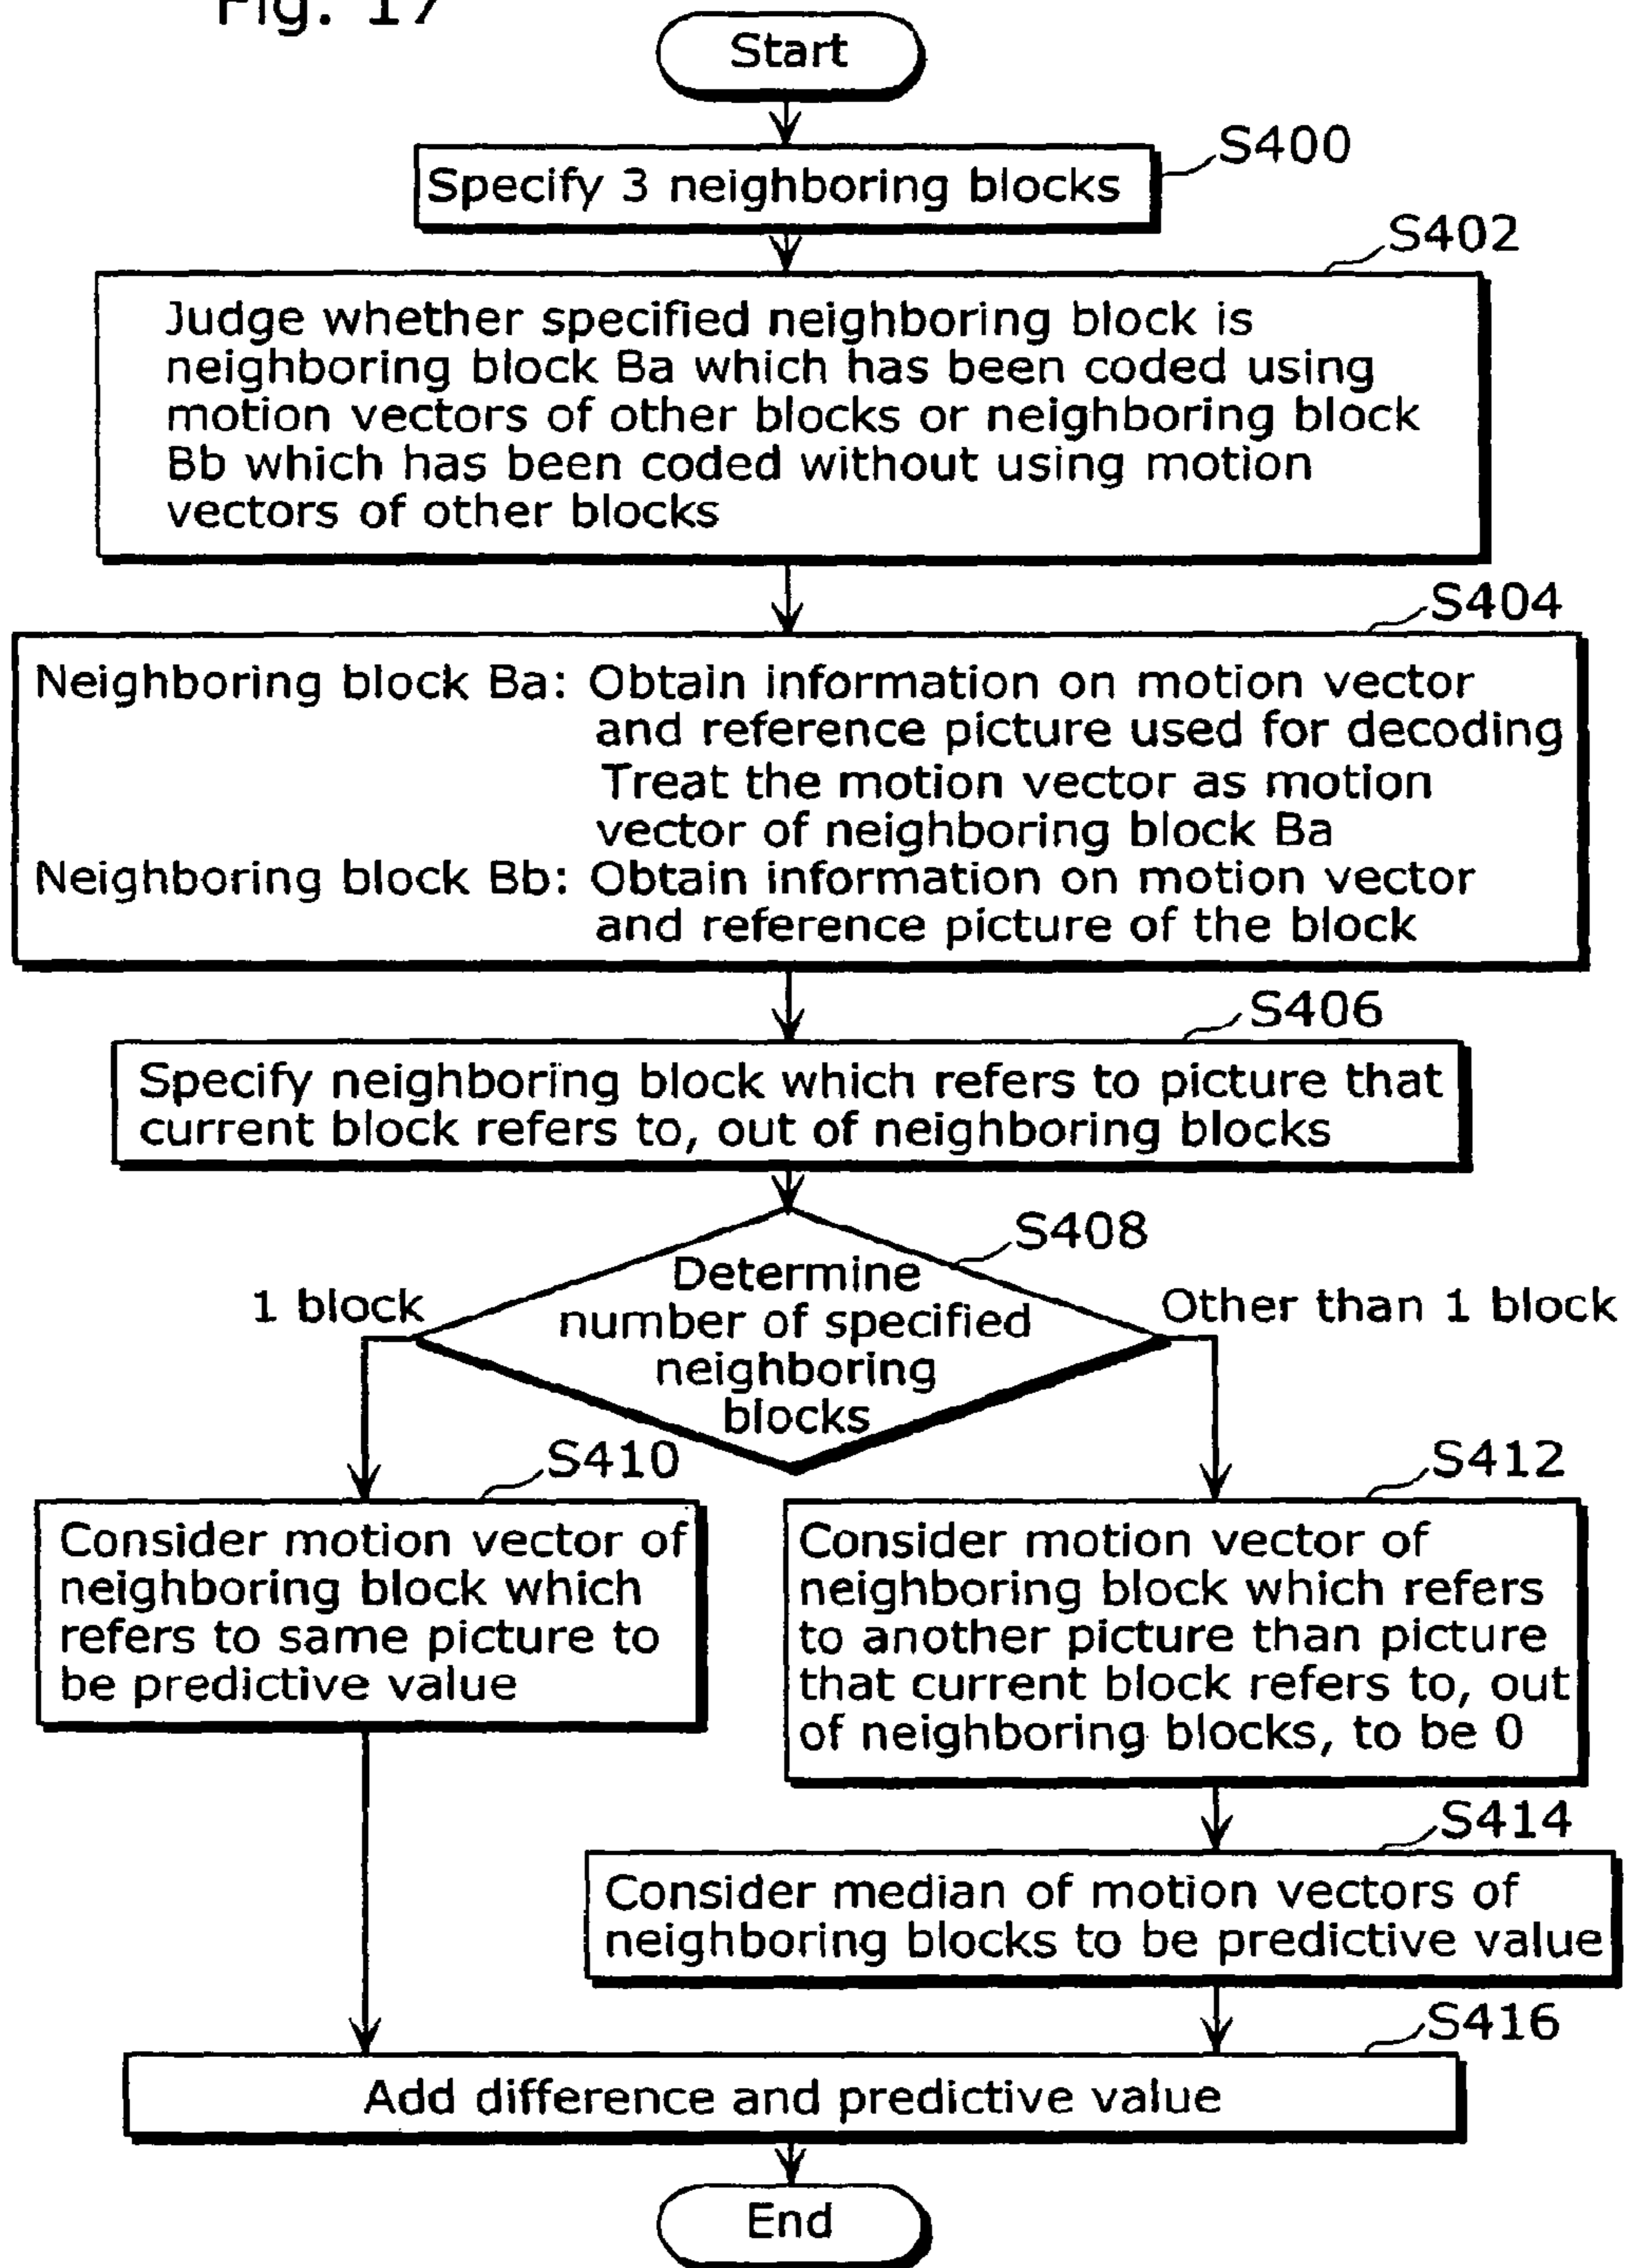 Fig. 17
Start
S400
Specify 3 neighboring blocks
S402
Judge whether specified neighboring block is
neighboring block Ba which has been coded using
motion vectors of other blocks or neighboring block
Bb which has been coded without using motion
vectors of other blocks
S404
Neighboring block Ba: Obtain information on motion vector
and reference picture used for decoding
Treat the motion vector as motion
vector of neighboring block Ba
Neighboring block Bb: Obtain information on motion vector
and reference picture of the block
S406
Specify neighboring block which refers to picture that
current block refers to, out of neighboring blocks
S408
Determine
number of specified
neighboring
blocks
1 block
Other than 1 block
S410
Consider motion vector of
neighboring block which
refers to same picture to
be predictive value
S412
Consider motion vector of
neighboring block which refers
to another picture than picture
that current block refers to, out
of neighboring blocks, to be 0
S414
Consider median of motion vectors of
neighboring blocks to be predictive value
S416
Add difference and predictive value
End